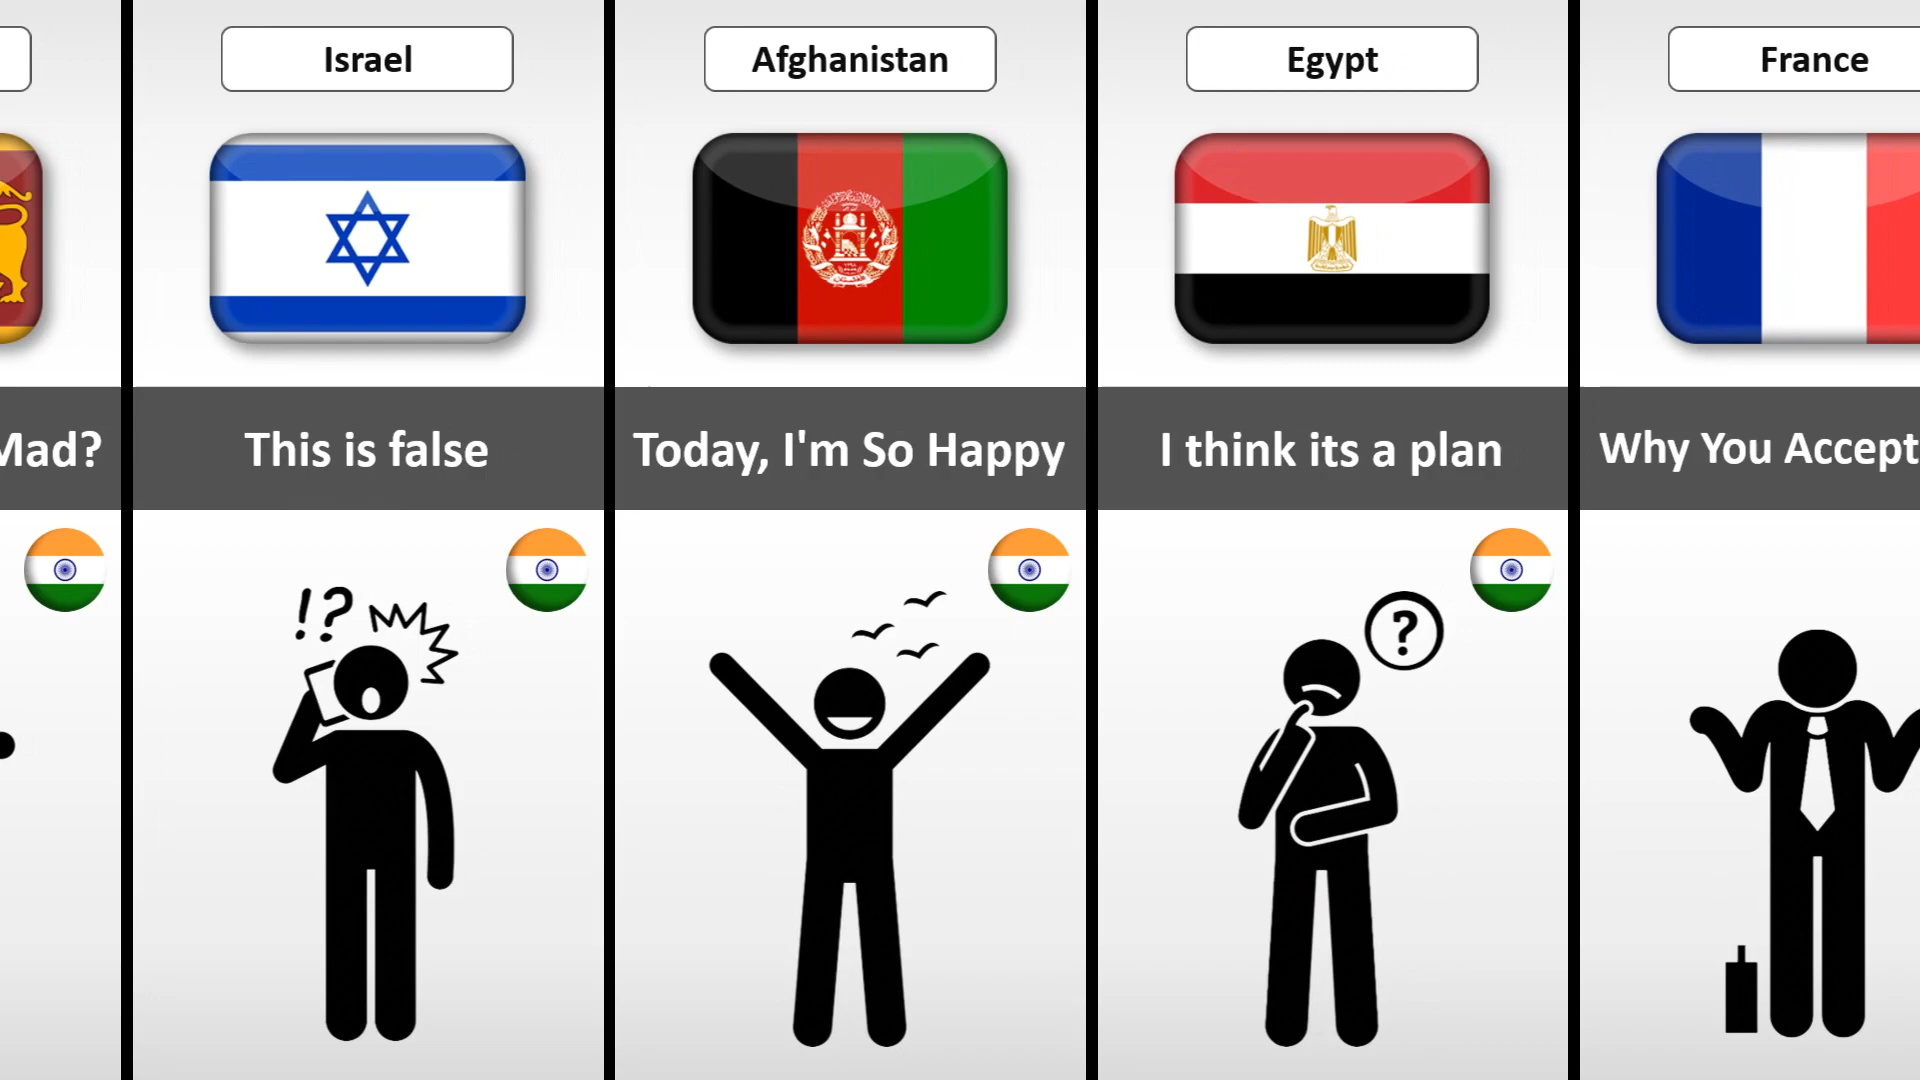 Israel
Afghanistan
Egypt
France
Mad?
This is false
Today, I'm So Happy
I think its a plan
Why You Accept
!?
?